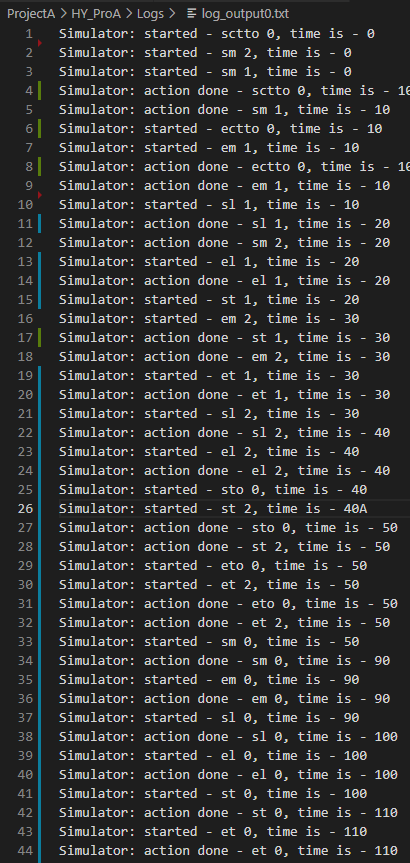 ProjectA > HY_ProA > Logs > log_output0.txt
1 Simulator: started - sctto 0, time is - 0
2 Simulator: started - sm 2, time is - 0
3 Simulator: started - sm 1, time is - 0
4 Simulator: action done - sctto 0, time is - 10
5 Simulator: action done - sm 1, time is - 10
6 Simulator: started - ectto 0, time is - 10
7 Simulator: started - em 1, time is - 10
8 Simulator: action done - ectto 0, time is - 10
9 Simulator: action done - em 1, time is - 10
10 Simulator: started - sl 1, time is - 10
11 Simulator: action done - sl 1, time is - 20
12 Simulator: action done - sm 2, time is - 20
13 Simulator: started - el 1, time is - 20
14 Simulator: action done - el 1, time is - 20
15 Simulator: started - st 1, time is - 20
16 Simulator: started - em 2, time is - 30
17 Simulator: action done - st 1, time is - 30
18 Simulator: action done - em 2, time is - 30
19 Simulator: started - et 1, time is - 30
20 Simulator: action done - et 1, time is - 30
21 Simulator: started - sl 2, time is - 30
22 Simulator: action done - sl 2, time is - 40
23 Simulator: started - el 2, time is - 40
24 Simulator: action done - el 2, time is - 40
25 Simulator: started - sto 0, time is - 40
26 Simulator: started - st 2, time is - 40A
27 Simulator: action done - sto 0, time is - 50
28 Simulator: action done - st 2, time is - 50
29 Simulator: started - eto 0, time is - 50
30 Simulator: started - et 2, time is - 50
31 Simulator: action done - eto 0, time is - 50
32 Simulator: action done - et 2, time is - 50
33 Simulator: started - sm 0, time is - 50
34 Simulator: action done - sm 0, time is - 90
35 Simulator: started - em 0, time is - 90
36 Simulator: action done - em 0, time is - 90
37 Simulator: started - sl 0, time is - 90
38 Simulator: action done - sl 0, time is - 100
39 Simulator: started - el 0, time is - 100
40 Simulator: action done - el 0, time is - 100
41 Simulator: started - st 0, time is - 100
42 Simulator: action done - st 0, time is - 110
43 Simulator: started - et 0, time is - 110
44 Simulator: action done - et 0, time is - 110